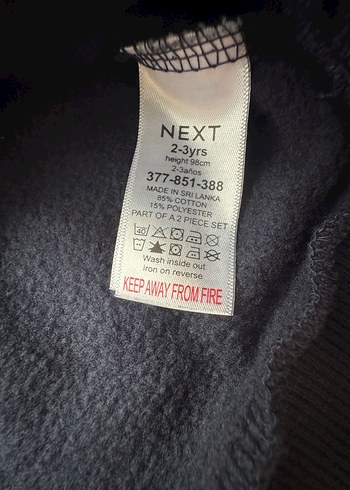 NEXT
2-3yrs
height 98cm
2-3años
377-851-388
MADE IN SRI LANKA
85% COTTON
15% POLYESTER
PART OF A 2 PIECE SET
40
Wash inside out
iron on reverse
KEEP AWAY FROM FIRE